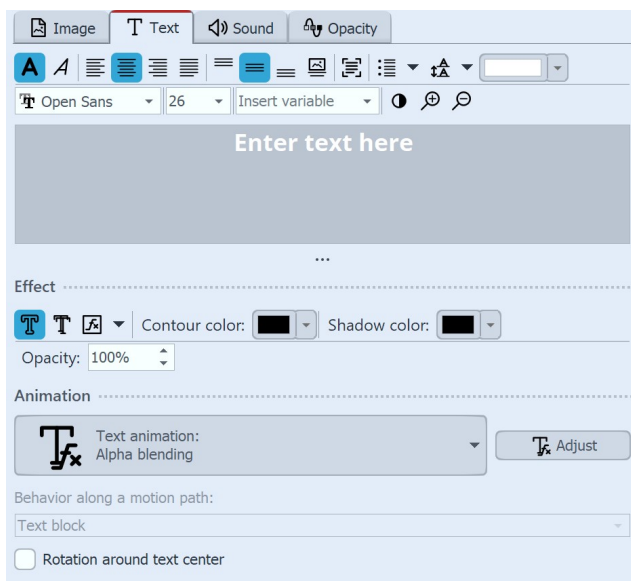 Image Text Sound Opacity
Open Sans 26 Insert variable
Enter text here
...
Effect
Contour color: Shadow color:
Opacity: 100%
Animation
Text animation:
Alpha blending
Adjust
Behavior along a motion path:
Text block
Rotation around text center